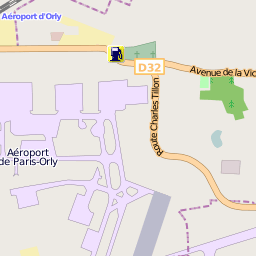 Aéroport d'Orly
D32
Avenue de la Vic
Route Charles Tillon
Aéroport
de Paris-Orly